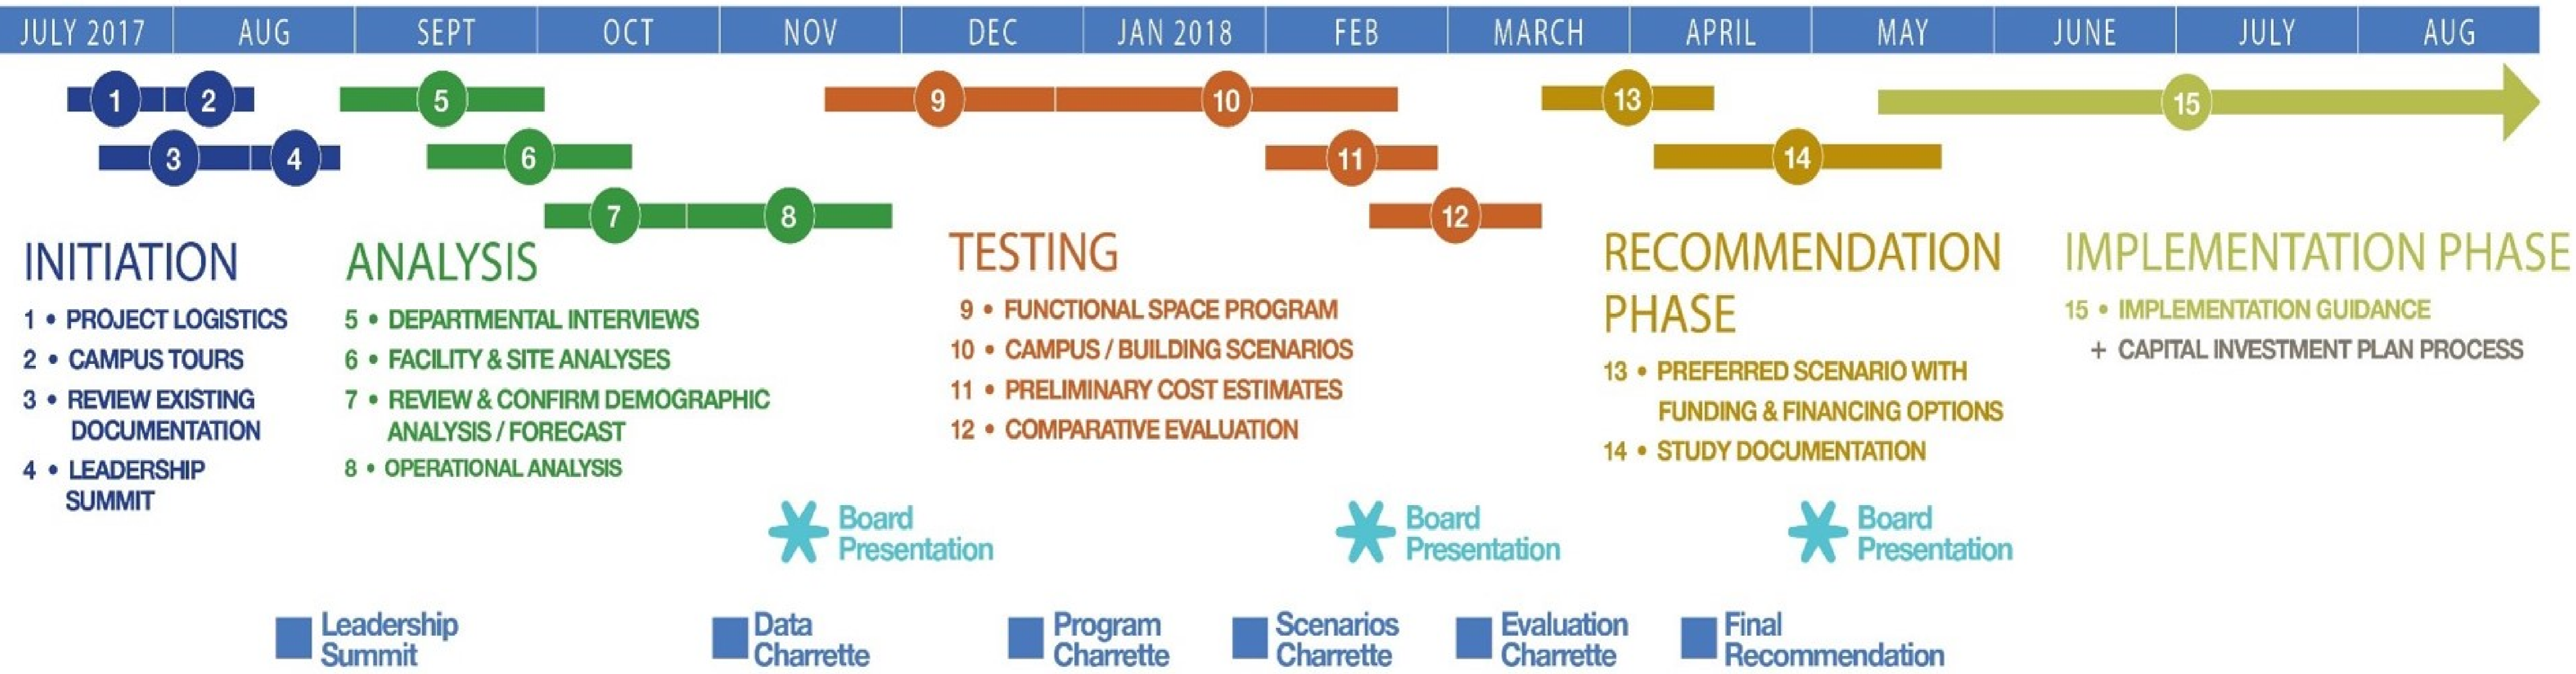 JULY 2017 AUG SEPT OCT NOV DEC JAN 2018 FEB MARCH APRIL MAY JUNE JULY AUG
1 2 5 9 10 13 15
3 4 6 11 14
7 8 12
INITIATION
1 • PROJECT LOGISTICS
2 • CAMPUS TOURS
3 • REVIEW EXISTING
DOCUMENTATION
4 • LEADERSHIP
SUMMIT
ANALYSIS
5 • DEPARTMENTAL INTERVIEWS
6 • FACILITY & SITE ANALYSES
7 • REVIEW & CONFIRM DEMOGRAPHIC
ANALYSIS / FORECAST
8 • OPERATIONAL ANALYSIS
TESTING
9 • FUNCTIONAL SPACE PROGRAM
10 • CAMPUS / BUILDING SCENARIOS
11 • PRELIMINARY COST ESTIMATES
12 • COMPARATIVE EVALUATION
RECOMMENDATION
PHASE
13 • PREFERRED SCENARIO WITH
FUNDING & FINANCING OPTIONS
14 • STUDY DOCUMENTATION
IMPLEMENTATION PHASE
15 • IMPLEMENTATION GUIDANCE
+ CAPITAL INVESTMENT PLAN PROCESS
Board
Presentation
Board
Presentation
Board
Presentation
Leadership
Summit
Data
Charrette
Program
Charrette
Scenarios
Charrette
Evaluation
Charrette
Final
Recommendation